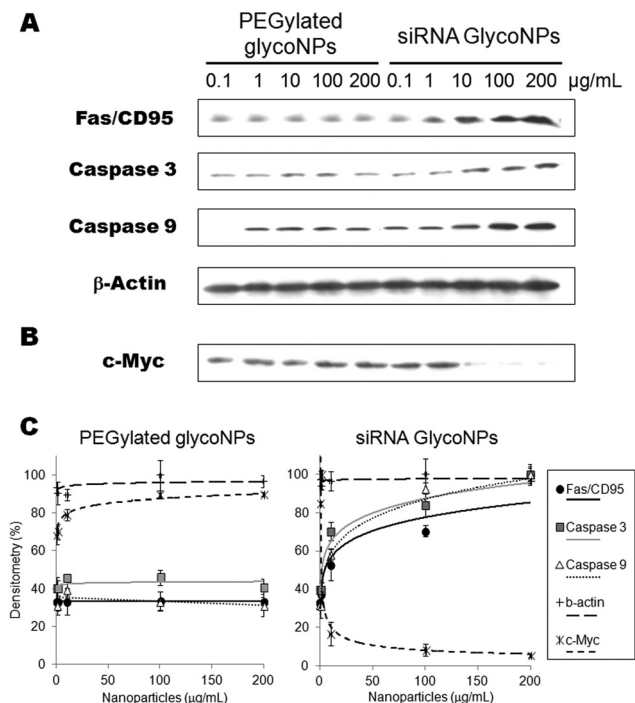 A
PEGylated glycoNPs
siRNA GlycoNPs
0.1 1 10 100 200 0.1 1 10 100 200 µg/mL
Fas/CD95
Caspase 3
Caspase 9
β-Actin
B
c-Myc
C
PEGylated glycoNPs
siRNA GlycoNPs
Densitometry (%)
100
80
60
40
20
0
0 50 100 150 200
Nanoparticles (µg/mL)
100
80
60
40
20
0
0 50 100 150 200
Nanoparticles (µg/mL)
Fas/CD95
Caspase 3
Caspase 9
b-actin
c-Myc